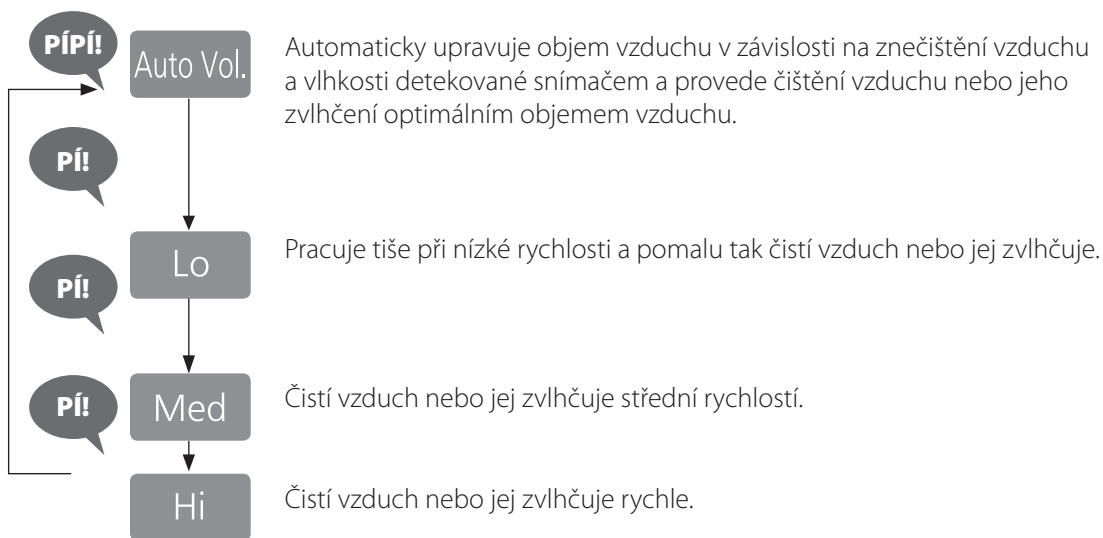 PÍPÍ!
Auto Vol.
Automaticky upravuje objem vzduchu v závislosti na znečištění vzduchu
a vlhkosti detekované snímačem a provede čištění vzduchu nebo jeho
zvlhčení optimálním objemem vzduchu.
PÍ!
Lo
Pracuje tiše při nízké rychlosti a pomalu tak čistí vzduch nebo jej zvlhčuje.
PÍ!
PÍ!
Med
Čistí vzduch nebo jej zvlhčuje střední rychlostí.
Hi
Čistí vzduch nebo jej zvlhčuje rychle.